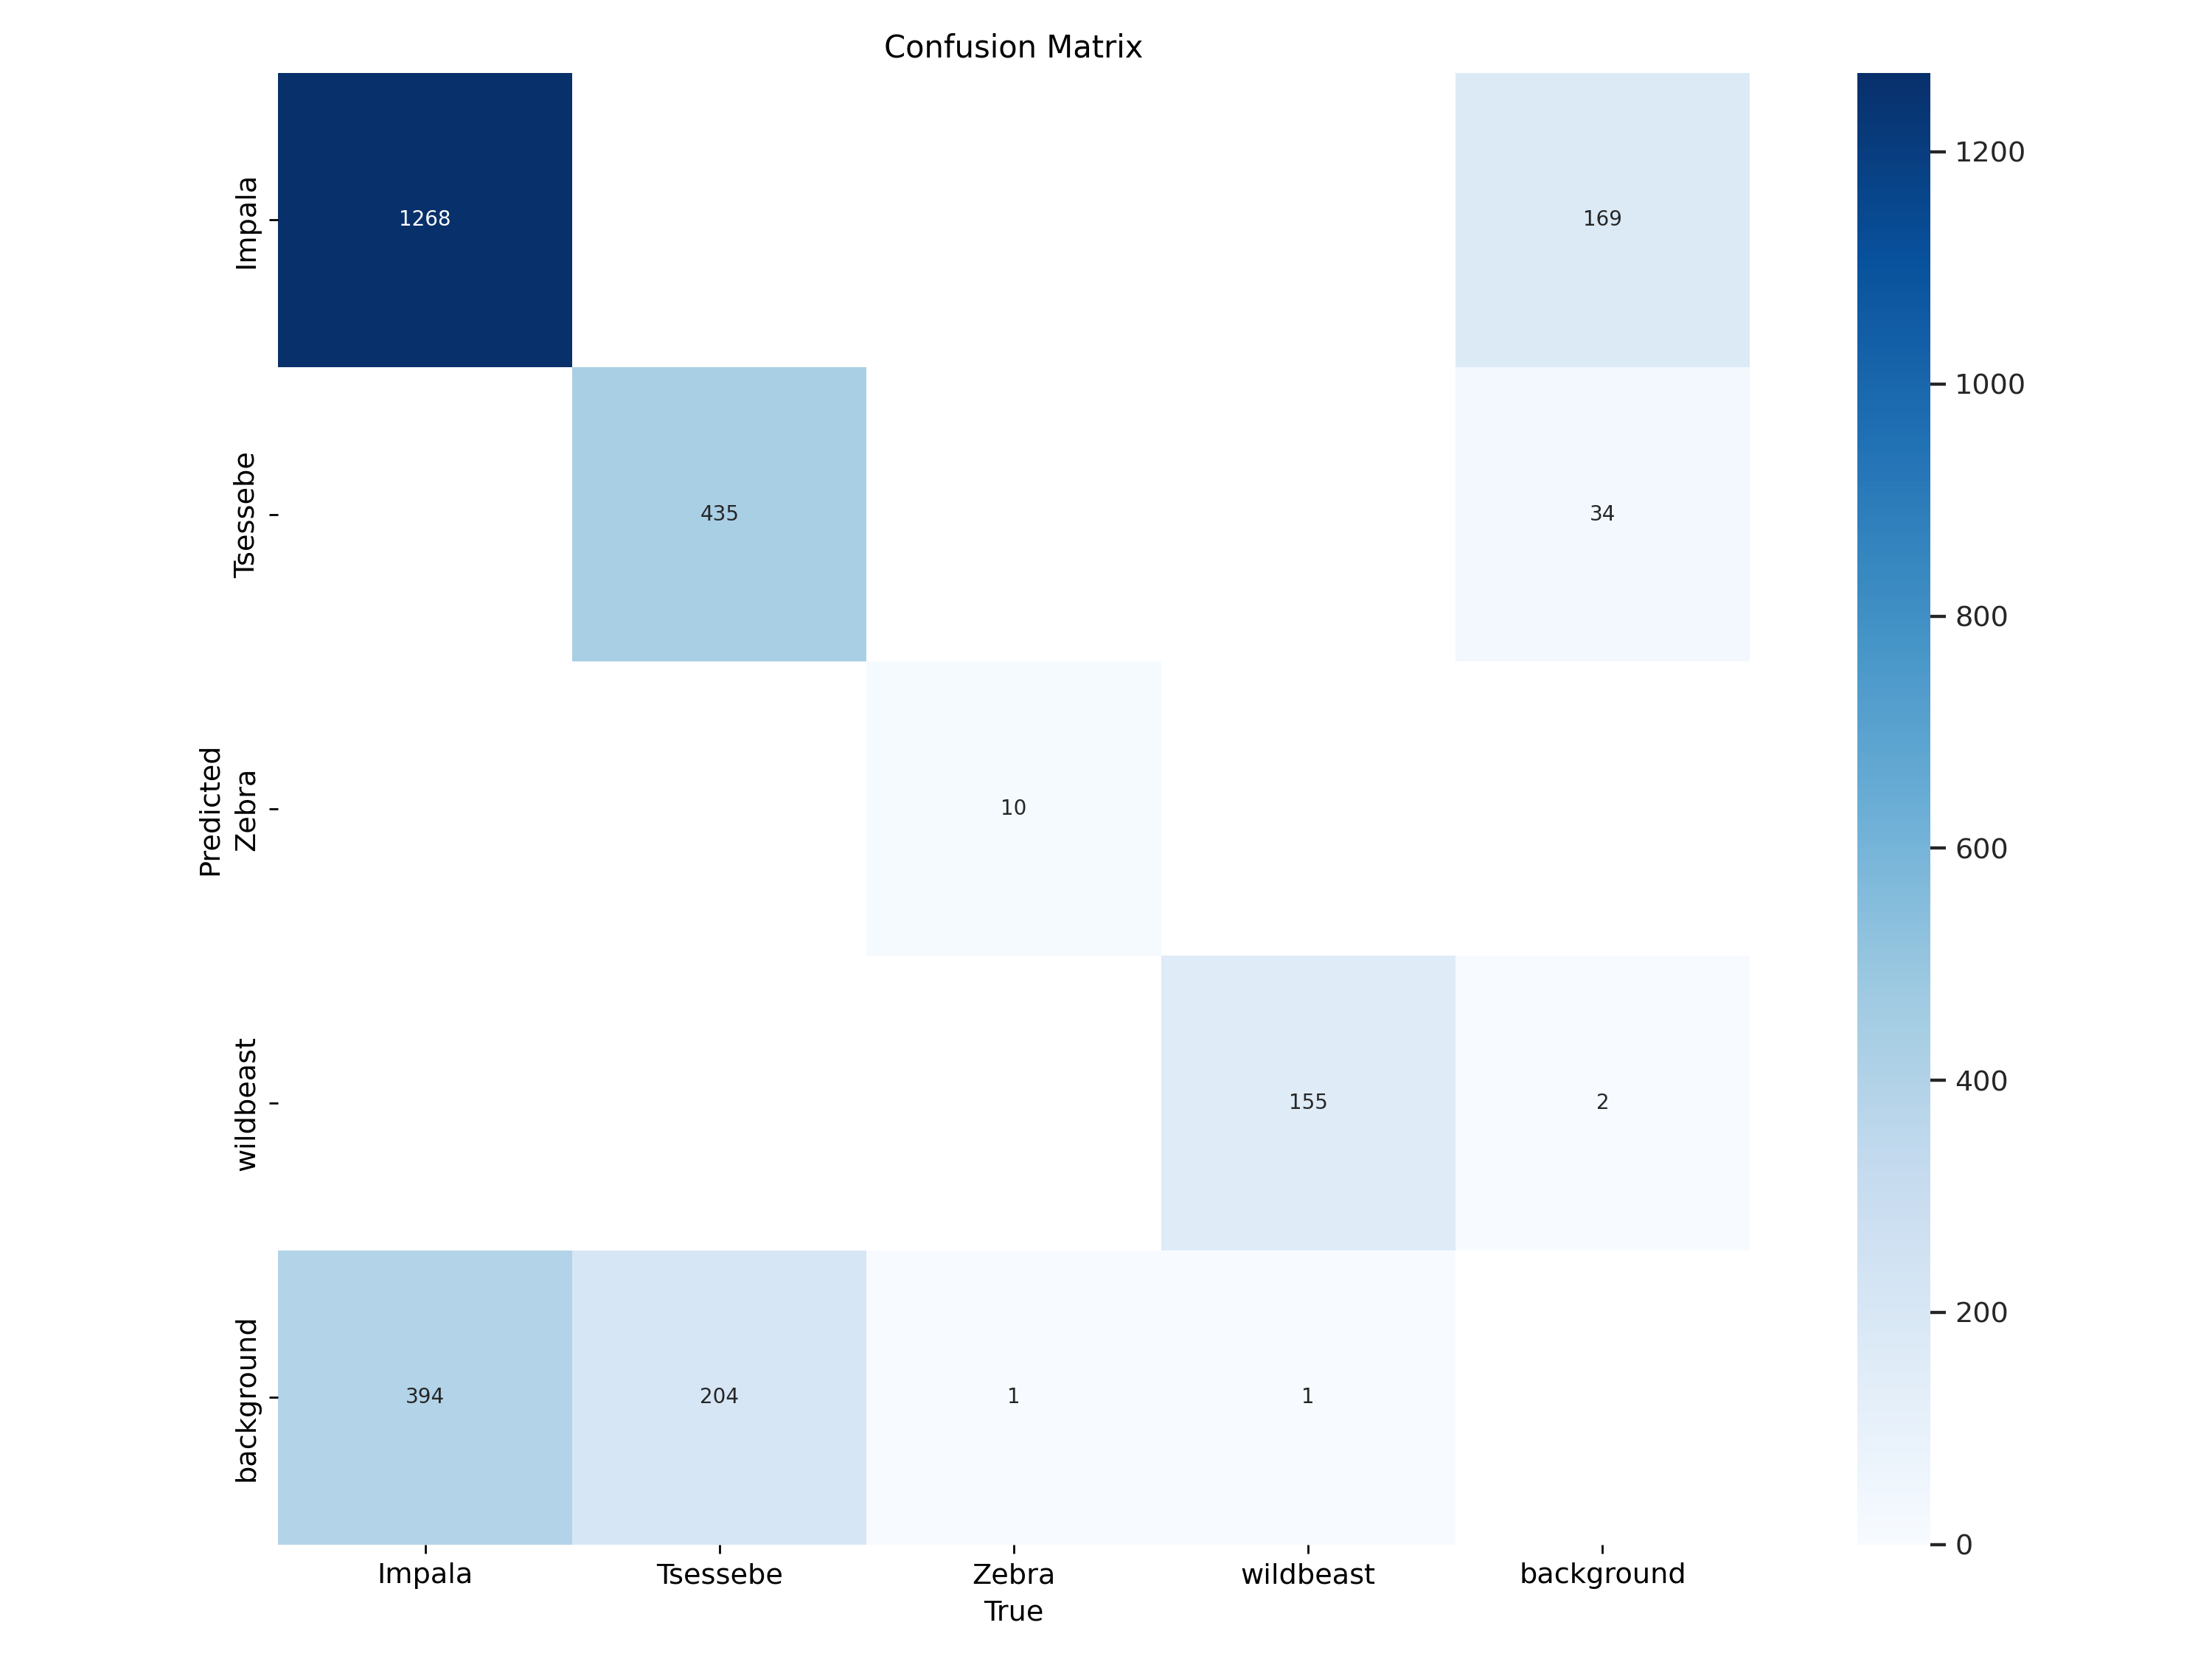 Confusion Matrix
Impala
1268
169
1200
1000
Tsessebe
435
34
800
Predicted
Zebra
10
600
wildbeast
155
2
400
background
394
204
1
1
200
0
Impala
Tsessebe
Zebra
wildbeast
background
True